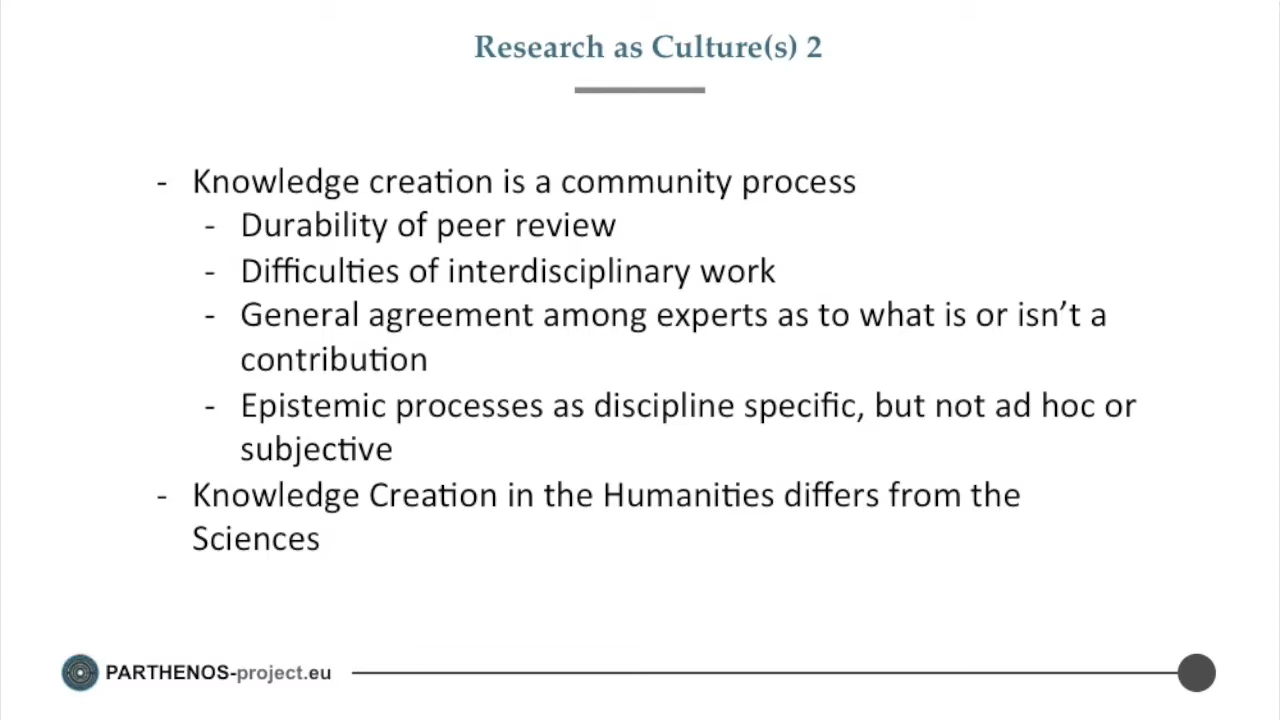 Research as Culture(s) 2
- Knowledge creation is a community process
- Durability of peer review
- Difficulties of interdisciplinary work
- General agreement among experts as to what is or isn’t a
contribution
- Epistemic processes as discipline specific, but not ad hoc or
subjective
- Knowledge Creation in the Humanities differs from the
Sciences
PARTHENOS-project.eu